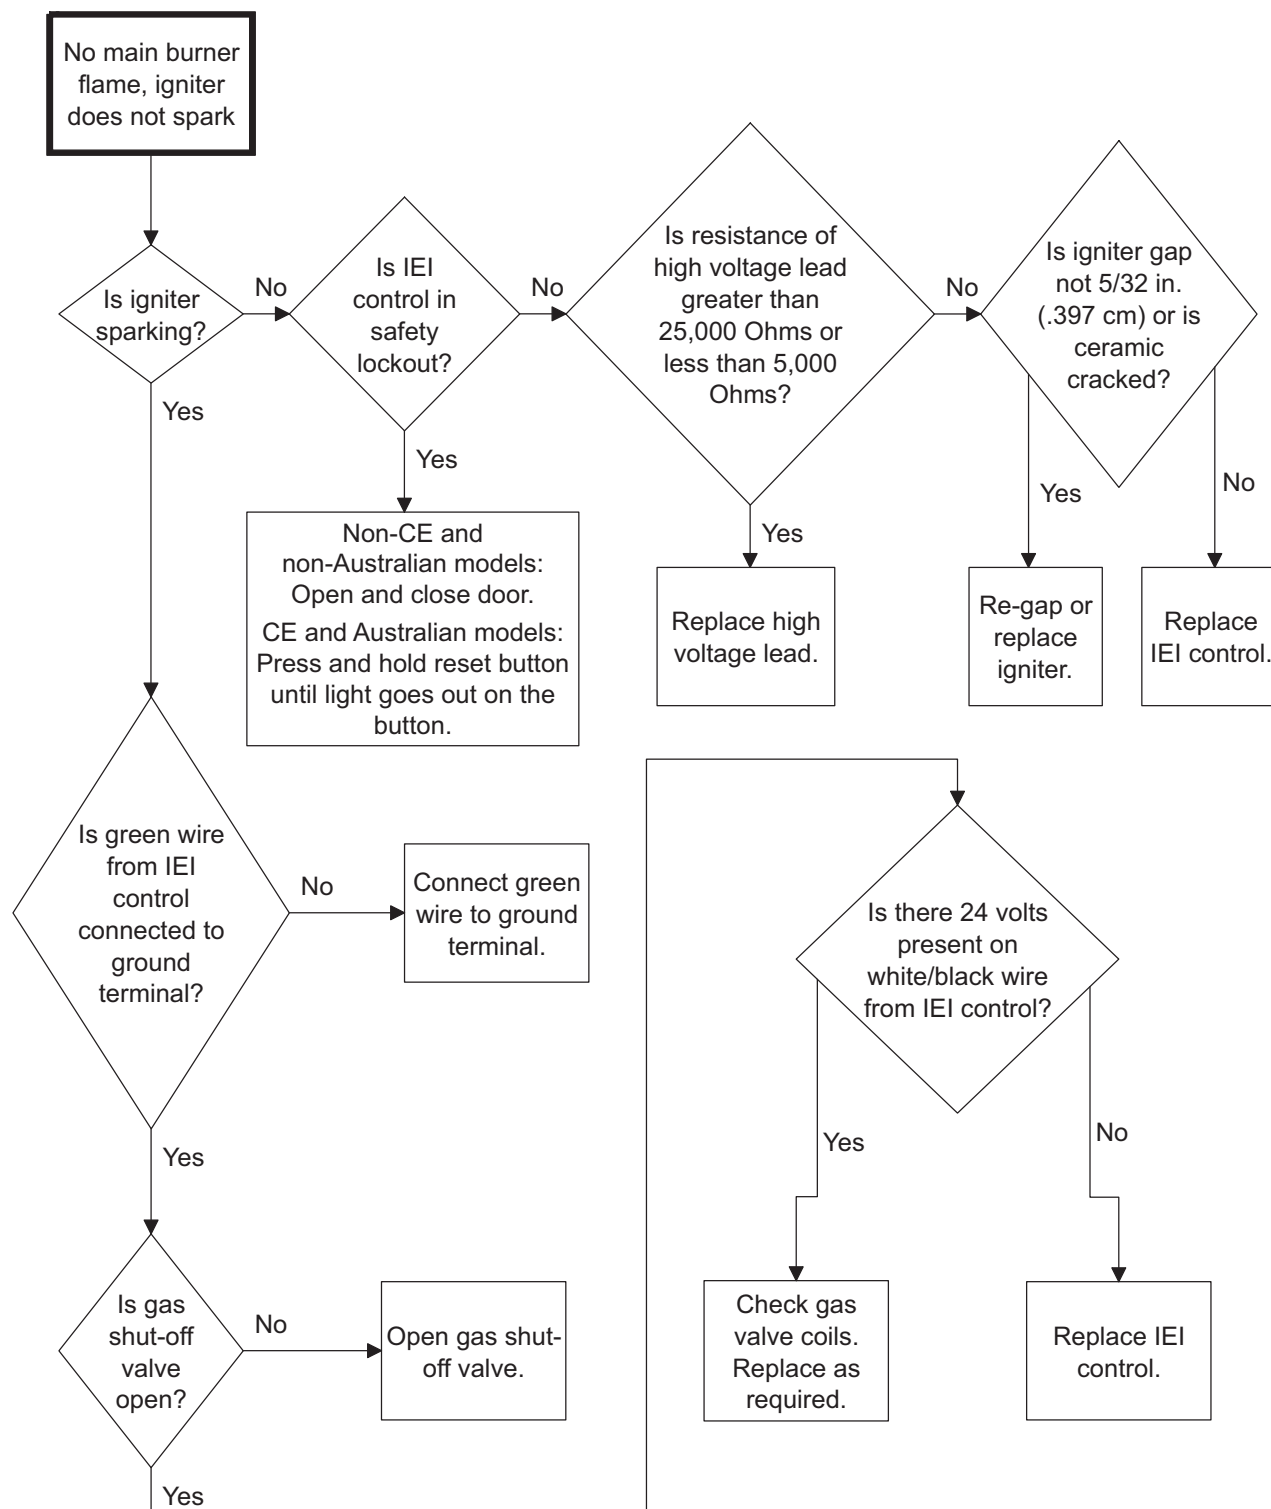 No main burner
flame, igniter
does not spark
Is igniter
sparking?
No
Yes
Is IEI
control in
safety
lockout?
No
Yes
Non-CE and
non-Australian models:
Open and close door.
CE and Australian models:
Press and hold reset button
until light goes out on the
button.
Is resistance of
high voltage lead
greater than
25,000 Ohms or
less than 5,000
Ohms?
No
Yes
Replace high
voltage lead.
Is igniter gap
not 5/32 in.
(.397 cm) or is
ceramic
cracked?
Yes
No
Re-gap or
replace
igniter.
Replace
IEI control.
Is green wire
from IEI
control
connected to
ground
terminal?
No
Connect green
wire to ground
terminal.
Yes
Is gas
shut-off
valve
open?
No
Open gas shut-
off valve.
Yes
Is there 24 volts
present on
white/black wire
from IEI control?
Yes
No
Check gas
valve coils.
Replace as
required.
Replace IEI
control.